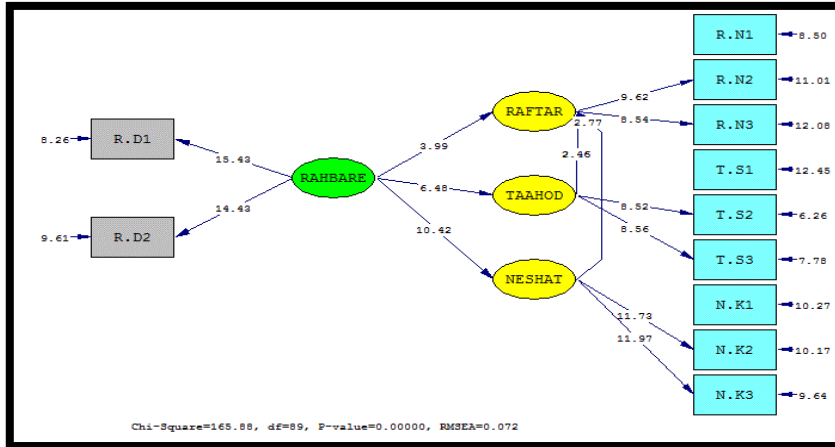 R.N1 8.50
R.N2 11.01
9.62
RAFTAR
2.77
8.54
R.N3 12.08
8.26 R.D1
15.43
3.99
2.46
T.S1 12.45
RAHBARE
6.48
TAAHOD
8.52
T.S2 6.26
14.43
8.56
9.61 R.D2
10.42
T.S3 7.78
NESHAT
N.K1 10.27
11.73
11.97
N.K2 10.17
N.K3 9.64
Chi-Square=165.88, df=89, P-value=0.00000, RMSEA=0.072